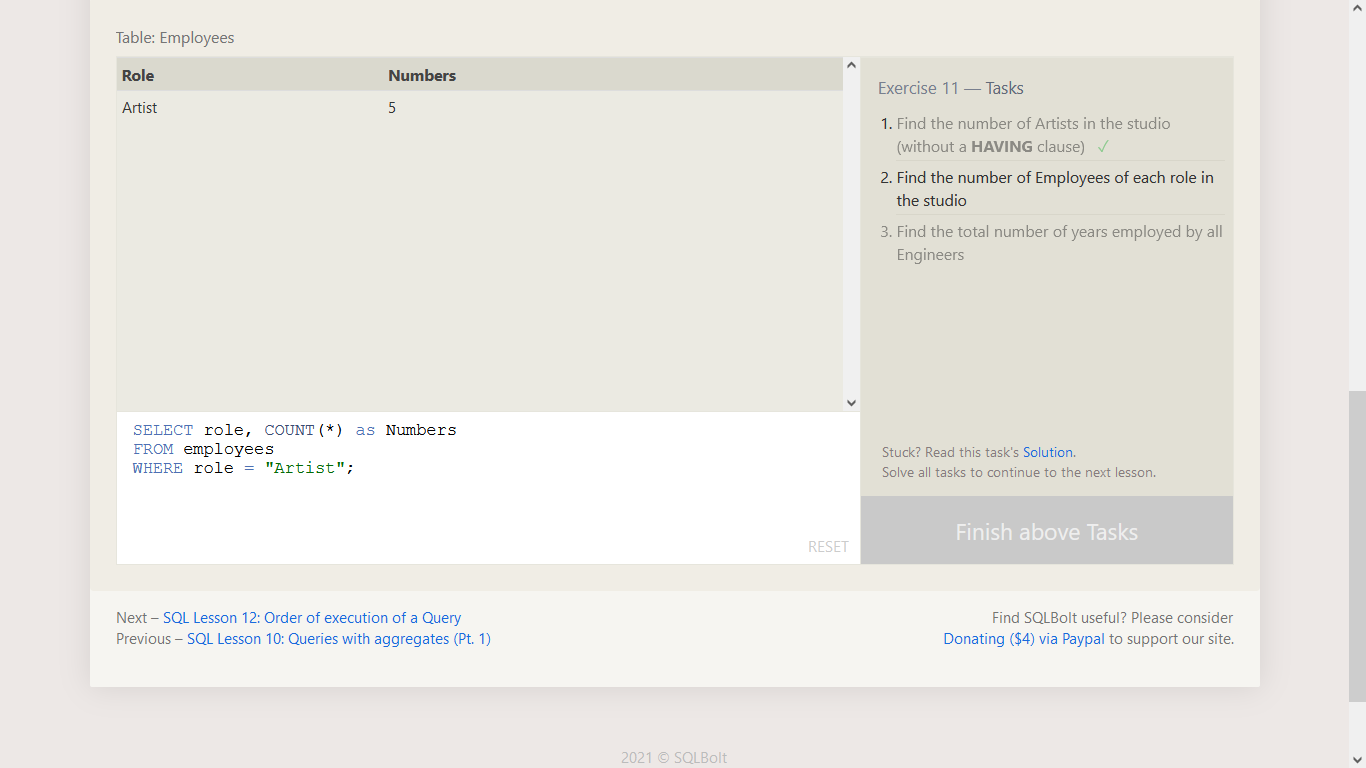 Table: Employees
Role Numbers
Artist 5
Exercise 11 — Tasks
1. Find the number of Artists in the studio
(without a HAVING clause) ✓
2. Find the number of Employees of each role in
the studio
3. Find the total number of years employed by all
Engineers
SELECT role, COUNT(*) as Numbers
FROM employees
WHERE role = "Artist";
RESET
Stuck? Read this task's Solution.
Solve all tasks to continue to the next lesson.
Finish above Tasks
Next – SQL Lesson 12: Order of execution of a Query
Previous – SQL Lesson 10: Queries with aggregates (Pt. 1)
Find SQLBolt useful? Please consider
Donating ($4) via Paypal to support our site.
2021 © SQLBolt